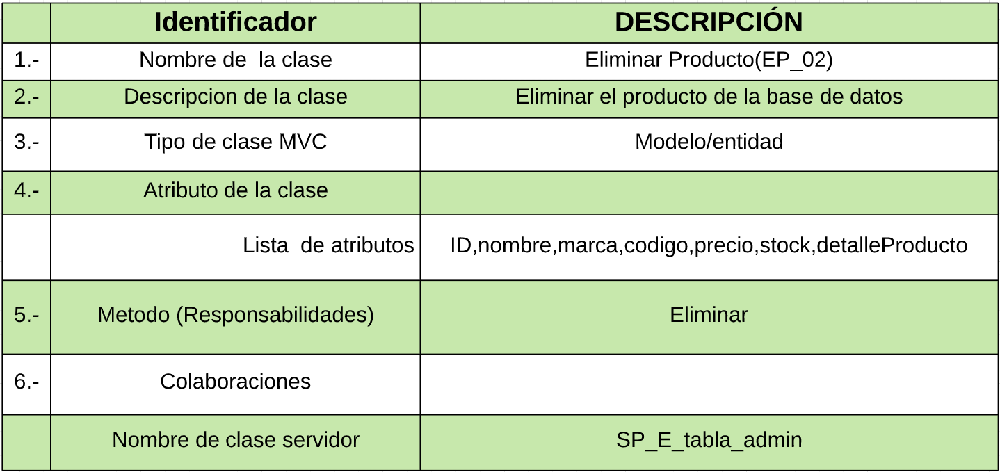 Identificador DESCRIPCIÓN
1.- Nombre de  la clase Eliminar Producto(EP_02)
2.- Descripcion de la clase Eliminar el producto de la base de datos
3.- Tipo de clase MVC Modelo/entidad
4.- Atributo de la clase
Lista  de atributos ID,nombre,marca,codigo,precio,stock,detalleProducto
5.- Metodo (Responsabilidades) Eliminar
6.- Colaboraciones
Nombre de clase servidor SP_E_tabla_admin